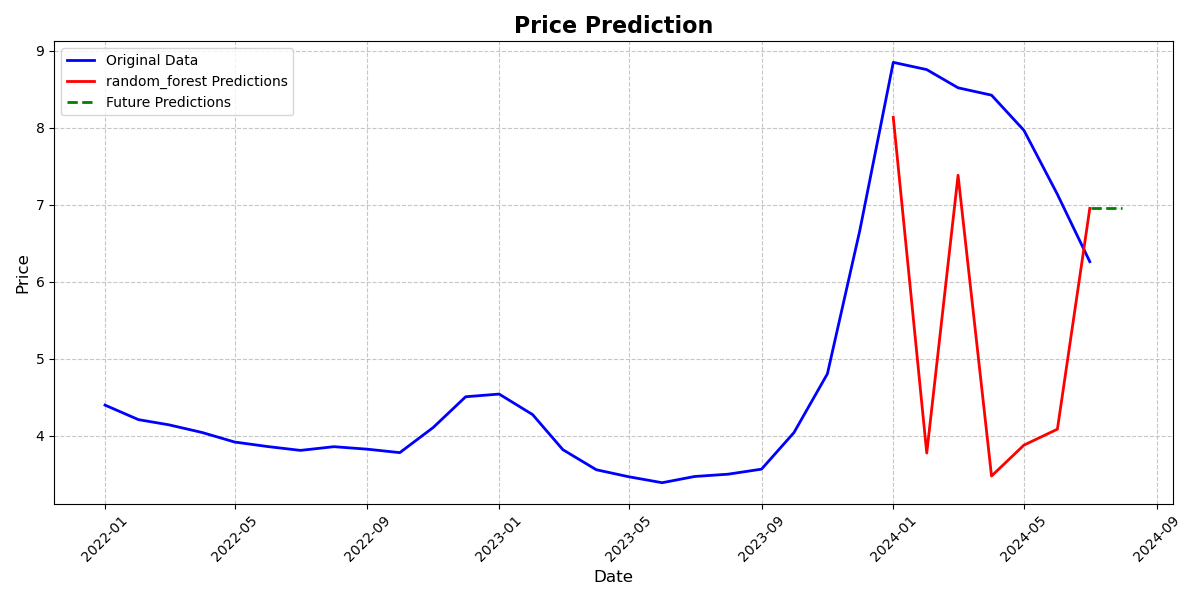 Price Prediction
Original Data
random_forest Predictions
Future Predictions
Price
9
8
7
6
5
4
2022-01
2022-05
2022-09
2023-01
2023-05
2023-09
2024-01
2024-05
2024-09
Date